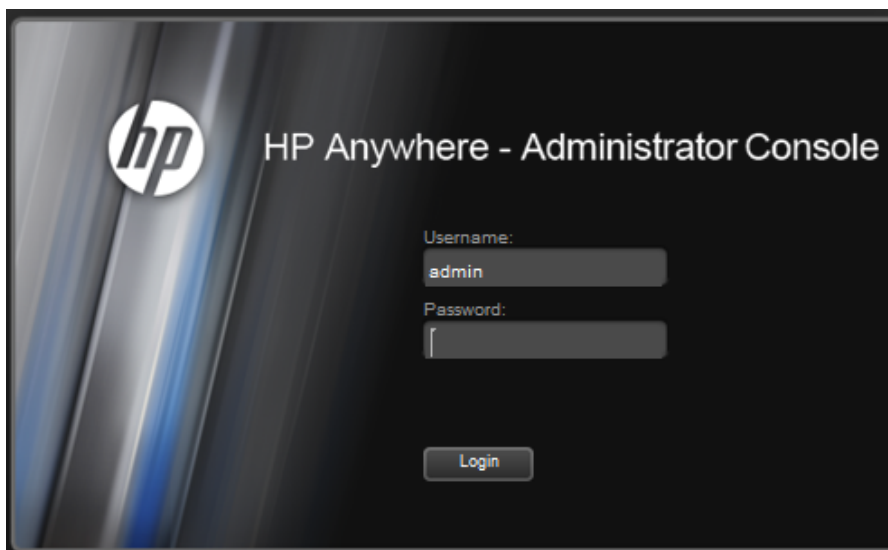 hp
HP Anywhere - Administrator Console
Username:
admin
Password:
Login